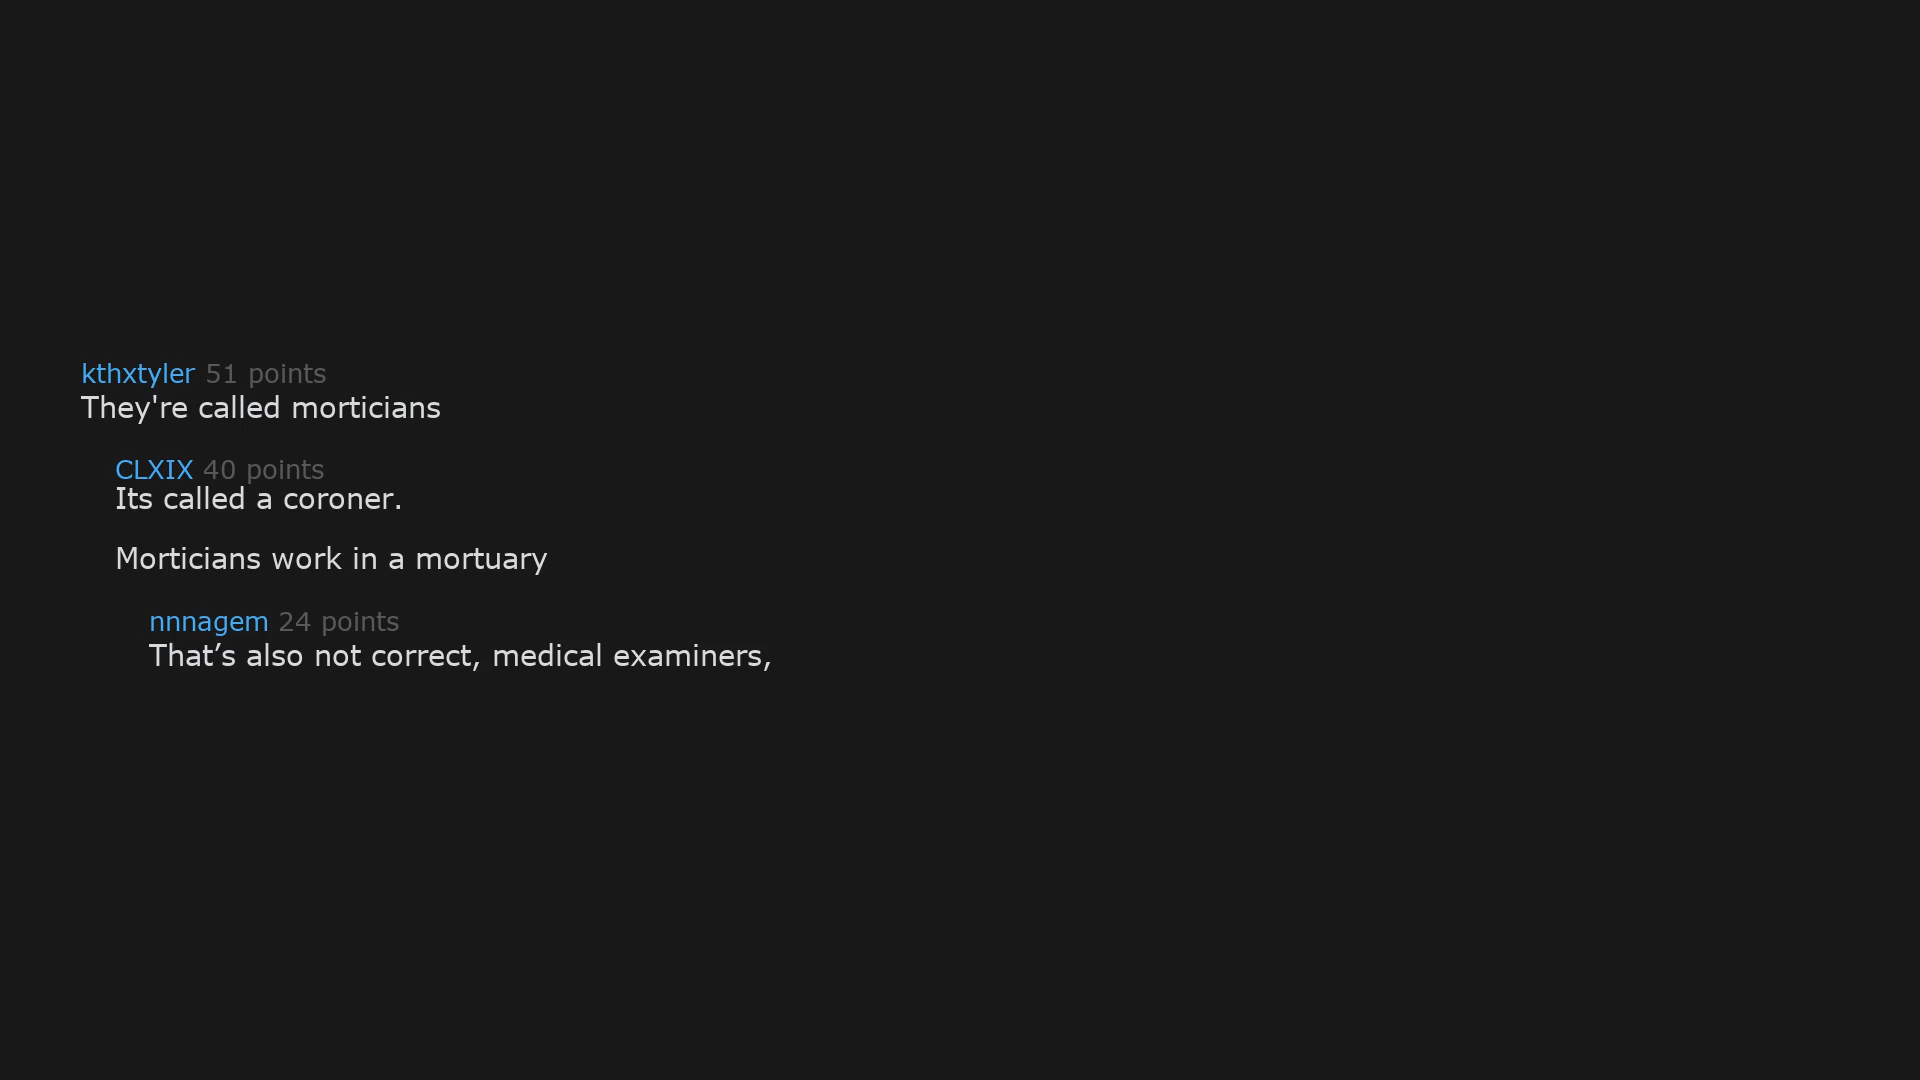 kthxtyler 51 points
They're called morticians
CLXIX 40 points
Its called a coroner.
Morticians work in a mortuary
nnnagem 24 points
That’s also not correct, medical examiners,